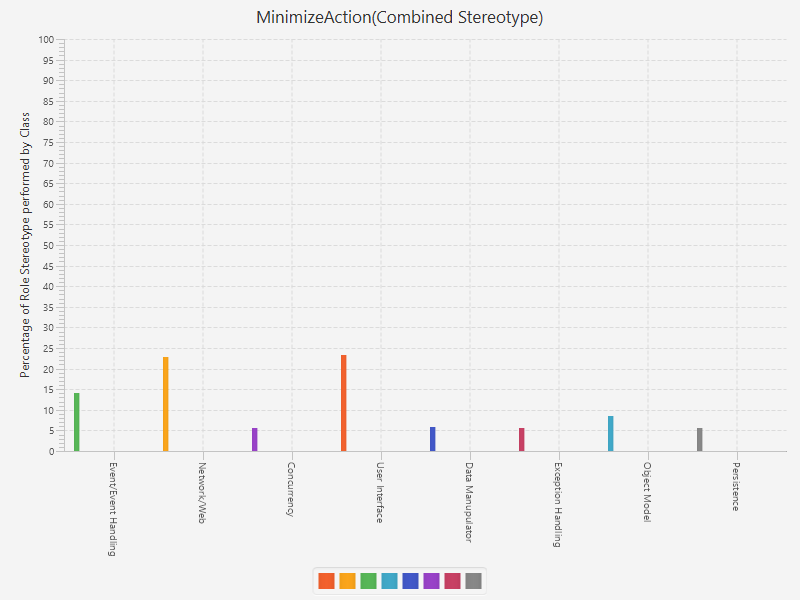 MinimizeAction(Combined Stereotype)
Percentage of Role Stereotype performed by Class
100
95
90
85
80
75
70
65
60
55
50
45
40
35
30
25
20
15
10
5
0
Event/Event Handling
Network/Web
Concurrency
User Interface
Data Manupulator
Exception Handling
Object Model
Persistence